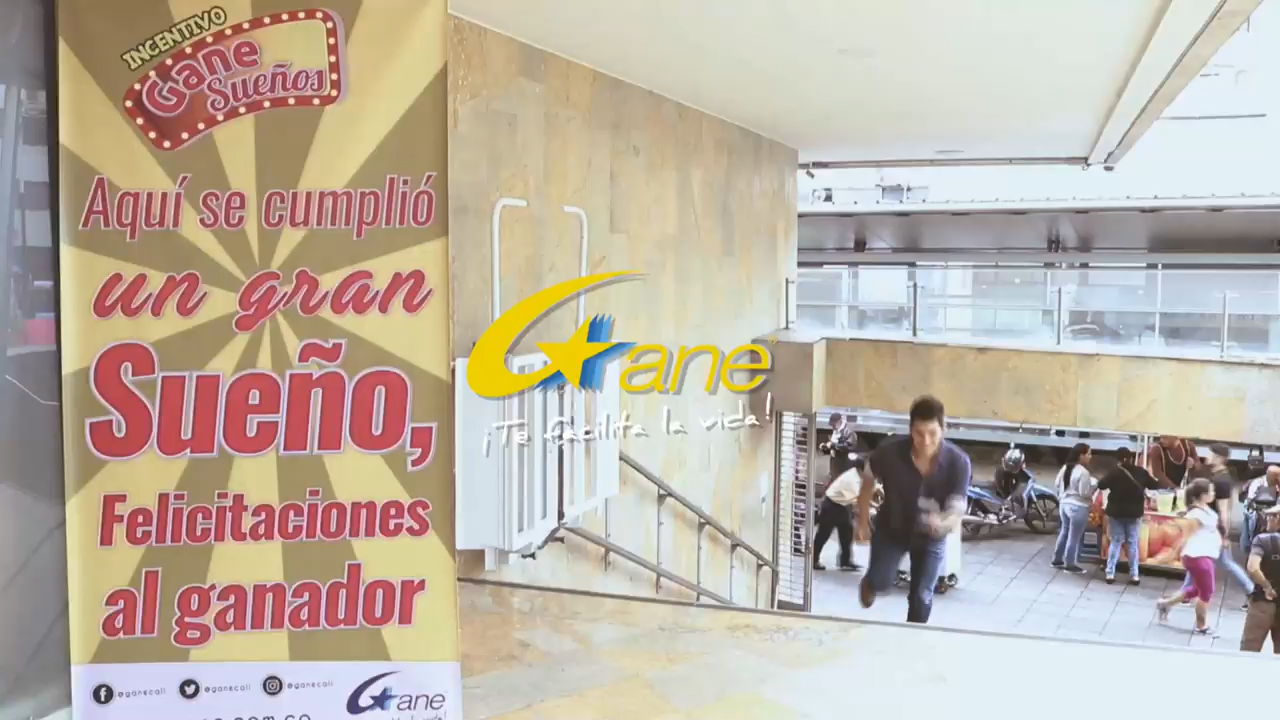 INCENTIVO
Gane
Sueños
Aquí se cumplió
un gran
Sueño,
Felicitaciones
al ganador
@ganecali @ganecali @ganecali
Gane
Gane
¡Te facilita la vida!